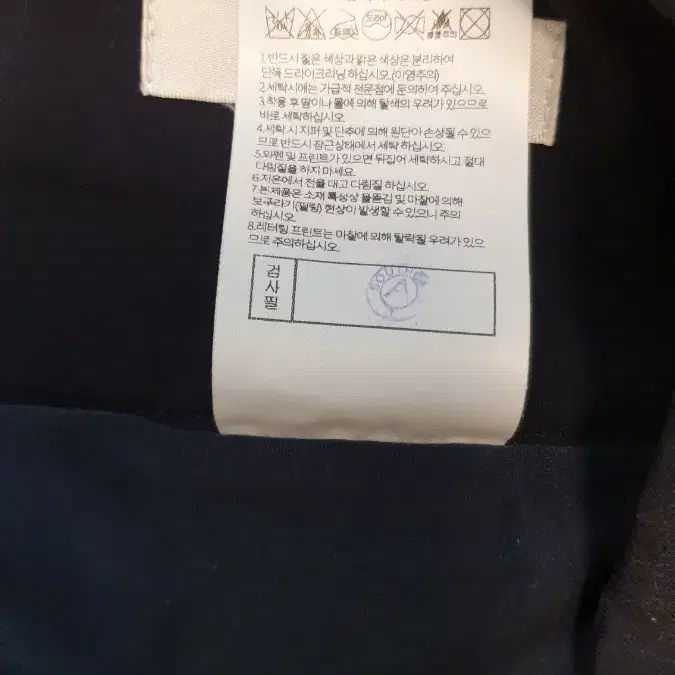 드라이
1.반드시 짙은 색상과 맑은 색상은 분리하여
단독 드라이크리닝 하십시오.(이염주의)
2.세탁시에는 가급적 전문점에 문의하여 주십시오.
3.착용 후 땀이나 물에 의해 탈색의 우려가 있으므로
바로 세탁하십시오.
4.세탁 시 지퍼 및 단추에 의해 원단이 손상될 수 있으
므로 반드시 잠근상태에서 세탁 하십시오.
5.와펜 및 프린트가 있으면 뒤집어 세탁하시고 절대
다림질을 하지 마세요.
6.저온에서 천을 대고 다림질 하십시오.
7.본 제품은 소재 특성상 올뜯김 및 마찰에 의해
보푸라기(필링) 현상이 발생할 수 있으니 주의
하십시오.
8.레터링 프린트는 마찰에 의해 탈락될 우려가 있으
므로 주의하십시오.
검사필